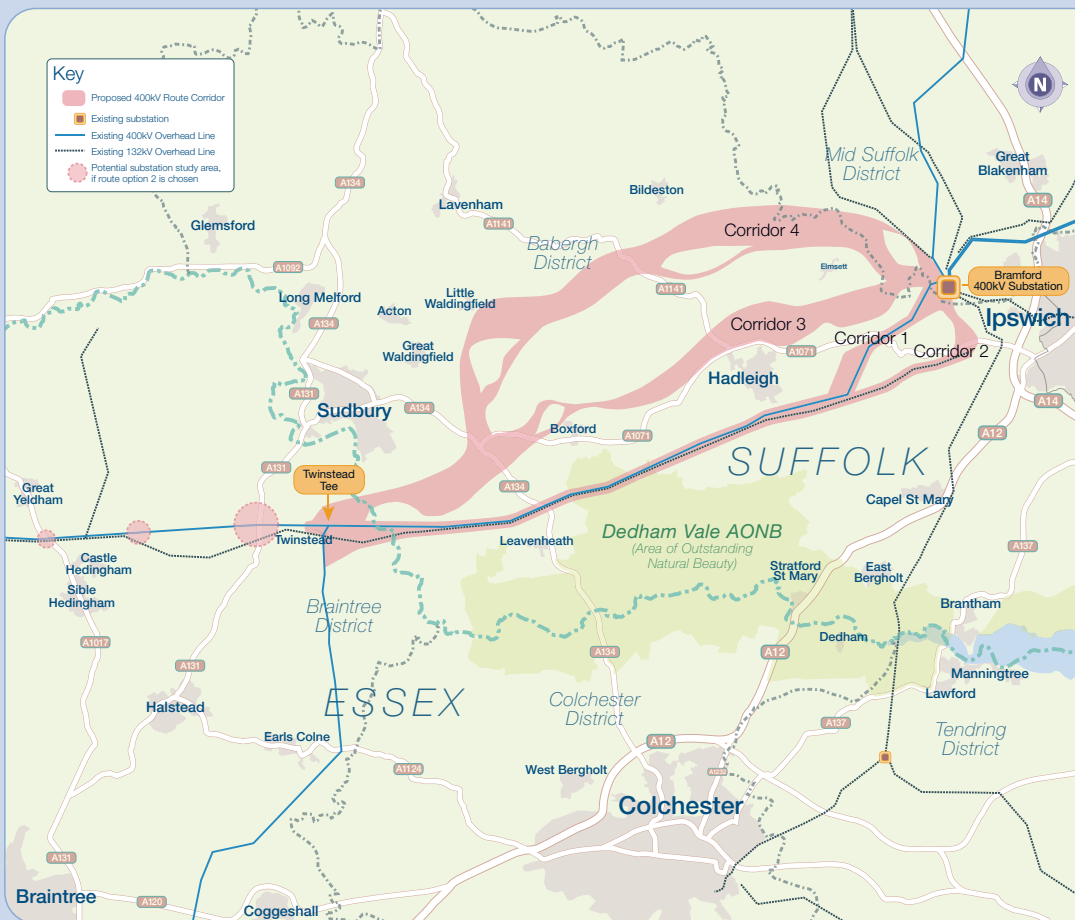 Key
Proposed 400kV Route Corridor
Existing substation
Existing 400kV Overhead Line
Existing 132kV Overhead Line
Potential substation study area,
if route option 2 is chosen
N
Mid Suffolk
District
Great
Blakenham
A14
A134
Bildeston
Lavenham
A1141
Glemsford
Corridor 4
Babergh
District
A1092
Elmsett
Bramford
400kV Substation
Long Melford
Little
Waldingfield
A1141
Acton
Ipswich
A134
Corridor 3
Corridor 1
Great
Waldingfield
A1071
Corridor 2
Hadleigh
A131
Sudbury
A134
A14
Boxford
A1071
A12
A131
SUFFOLK
Twinstead
Tee
A134
Great
Yeldham
Capel St Mary
Twinstead
Leavenheath
Dedham Vale AONB
(Area of Outstanding
Natural Beauty)
A137
Castle
Hedingham
Stratford
St Mary
East
Bergholt
Sible
Hedingham
Braintree
District
Brantham
Dedham
A1017
A134
A12
A131
Manningtree
Lawford
ESSEX
Halstead
Colchester
District
A137
Tendring
District
Earls Colne
A12
A1124
West Bergholt
A1232
Colchester
A131
Braintree
A120
Coggeshall